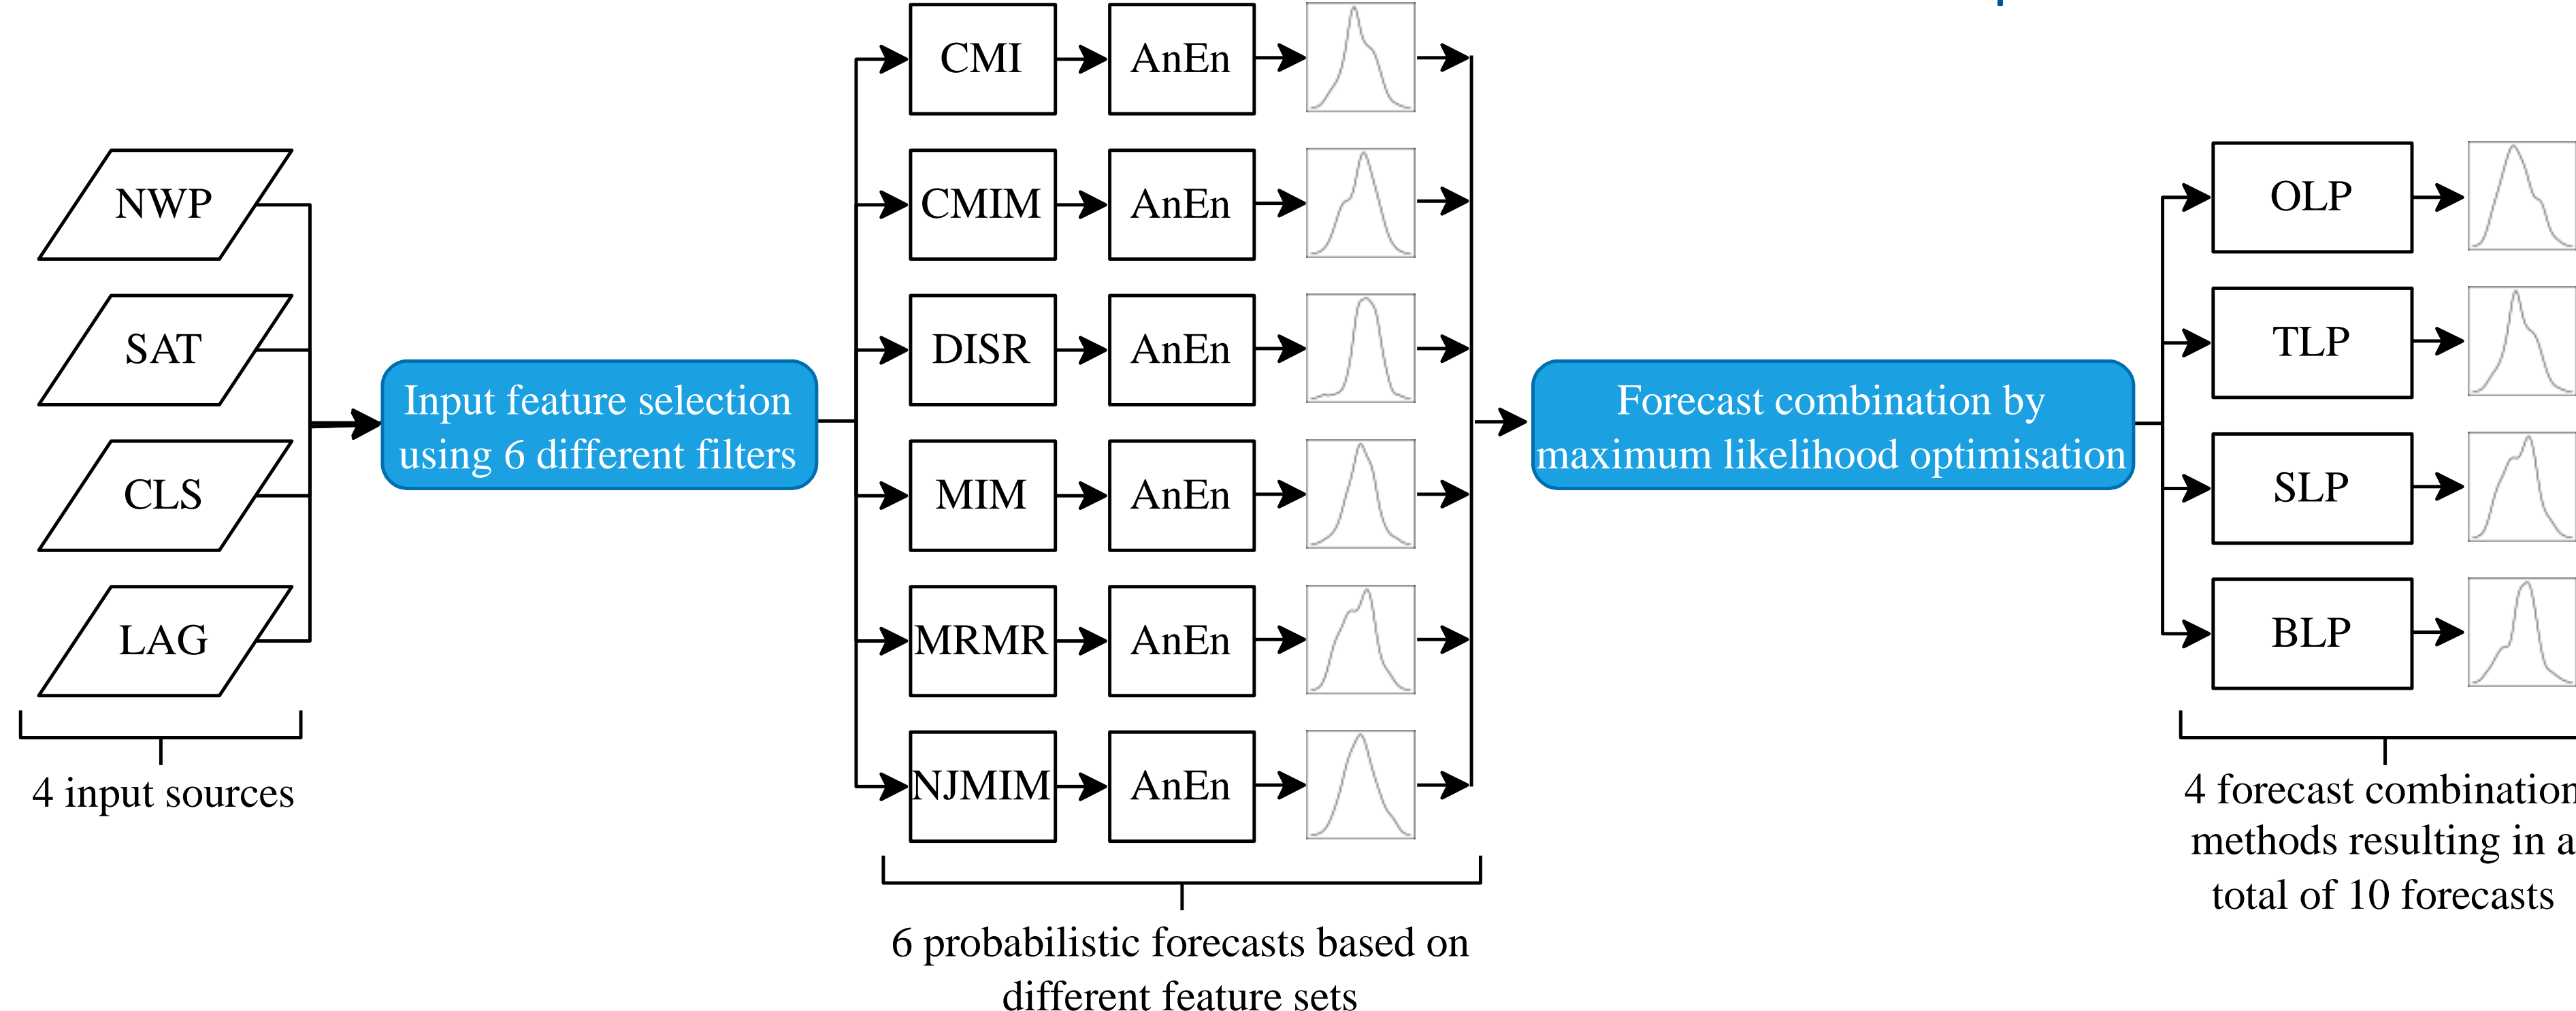 NWP
SAT
CLS
LAG
4 input sources
Input feature selection
using 6 different filters
CMI
AnEn
CMIM
AnEn
DISR
AnEn
MIM
AnEn
MRMR
AnEn
NJMIM
AnEn
6 probabilistic forecasts based on
different feature sets
Forecast combination by
maximum likelihood optimisation
OLP
TLP
SLP
BLP
4 forecast combination
methods resulting in a
total of 10 forecasts